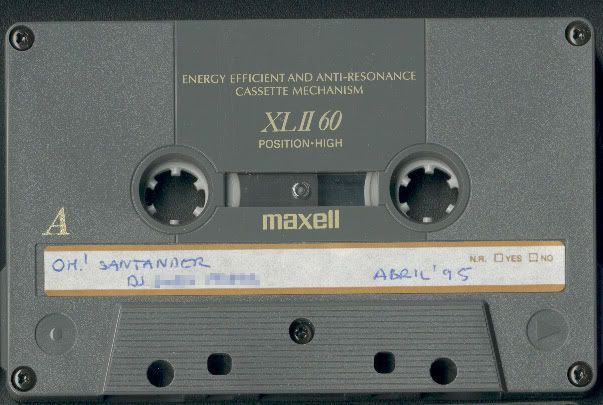 ENERGY EFFICIENT AND ANTI-RESONANCE
CASSETTE MECHANISM
XLII 60
POSITION•HIGH
maxell
A
OH! SANTANDER
N.R. YES NO
DJ
ABRIL '95